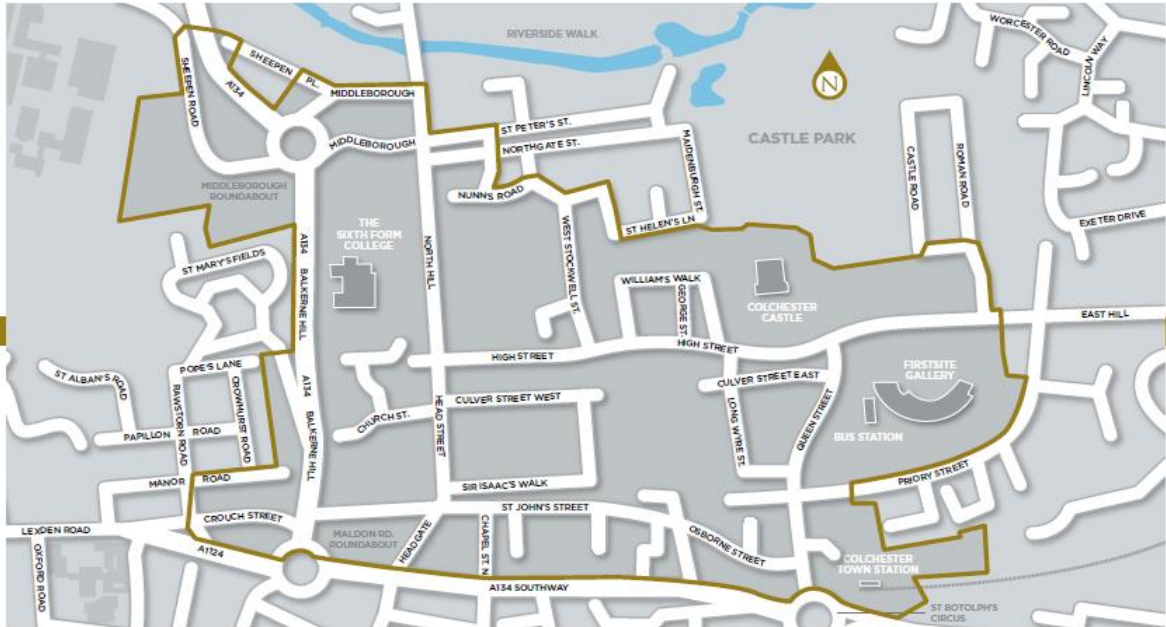 RIVERSIDE WALK
WORCESTER ROAD
LINCOLN WAY
SHEEPEN PL.
SHEEPEN ROAD
A134
MIDDLEBOROUGH
N
MIDDLEBOROUGH
ST PETER'S ST.
NORTHGATE ST.
MAIDENBURGH ST.
CASTLE PARK
CASTLE ROAD
ROMAN ROAD
EXETER DRIVE
MIDDLEBOROUGH
ROUNDABOUT
NUNN'S ROAD
ST HELEN'S LN
THE
SIXTH FORM
COLLEGE
NORTH HILL
WEST STOCKWELL ST.
A134 BALKERNE HILL
ST MARY'S FIELDS
WILLIAM'S WALK
GEORGE ST.
COLCHESTER
CASTLE
EAST HILL
HIGH STREET
HIGH STREET
POPE'S LANE
ST ALBAN'S ROAD
RAWSTORN ROAD
CROWHURST ROAD
PAPILLON ROAD
A134 BALKERNE HILL
CHURCH ST.
HEAD STREET
CULVER STREET WEST
CULVER STREET EAST
LONG WYRE ST.
QUEEN STREET
FIRSTSITE
GALLERY
BUS STATION
MANOR ROAD
SIR ISAAC'S WALK
PRIORY STREET
LEXDEN ROAD
CROUCH STREET
ST JOHN'S STREET
OXFORD ROAD
A1124
MALDON RD.
ROUNDABOUT
HEADGATE
CHAPEL ST. N
OSBORNE STREET
COLCHESTER
TOWN STATION
A134 SOUTHWAY
ST BOTOLPH'S
CIRCUS